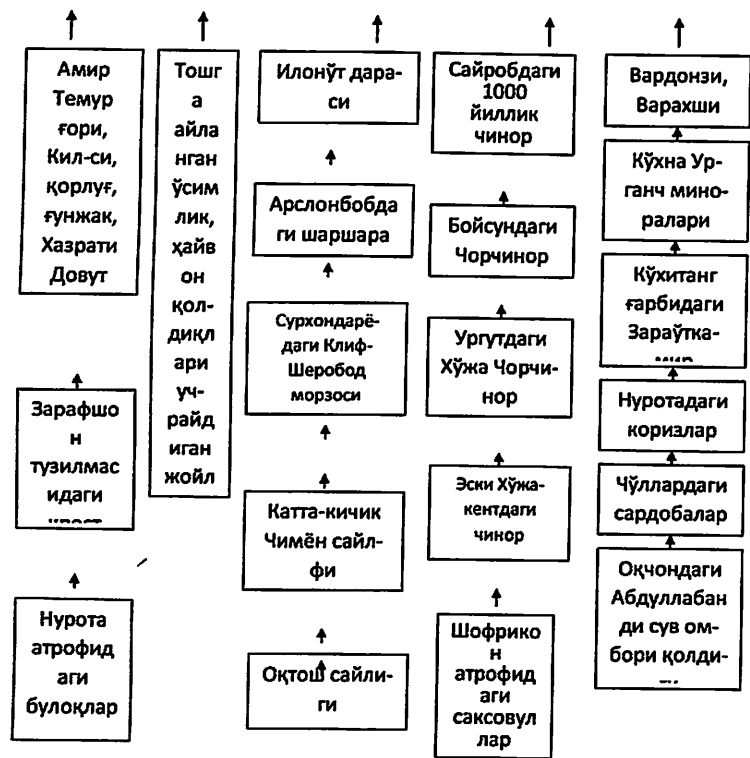 Амир
Темур
ғори,
Кил-си,
қорлуғ,
ғунжак,
Хазрати
Довут
Зарафшо
н
тузилмас
идаги
Нурота
атрофид
аги
булоқлар
Тошг
а
айла
нган
ўсим
лик,
ҳайв
он
қол-
диқл
ари
уч-
райд
иган
жойл
Илонўт дара-
си
Арслонбобда
ги шаршара
Сурхондарё-
даги Клиф-
Шеробод
морзоси
Катта-кичик
Чимён сайл-
фи
Оқтош сайли-
ги
Сайробдаги
1000
йиллик
чинор
Бойсундаги
Чорчинор
Ургутдаги
Хўжа Чорчи-
нор
Эски Хўжа-
кентдаги
чинор
Шофрико
н
атрофид
аги
саксовул
лар
Вардонзи,
Варахши
Кўхна Ур-
ганч мино-
ралари
Кўхитанг
ғарбидаги
Зараўтка-
Нуротадаги
коризлар
Чўллардаги
сардобалар
Оқчондаги
Абдуллабан
ди сув ом-
бори қолди-